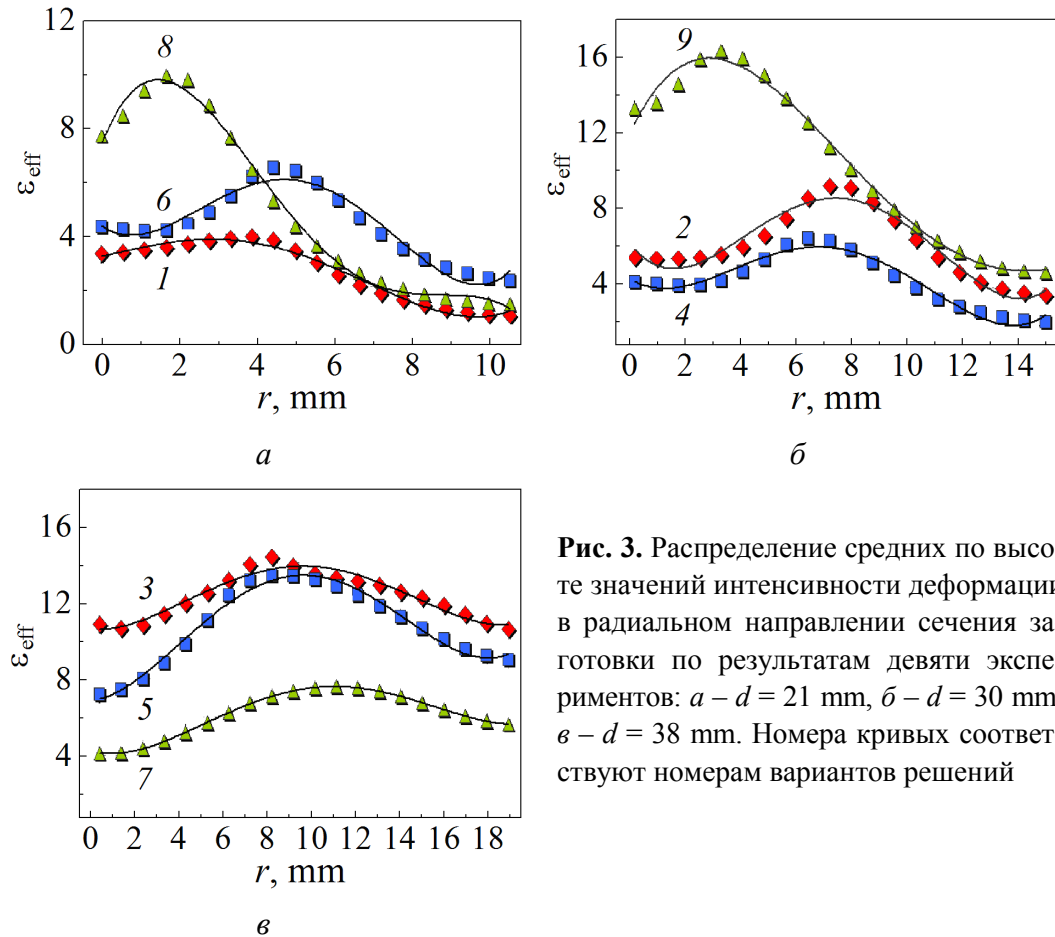 12
8
4
0
ε_eff
8
6
1
0 2 4 6 8 10
r, mm
а
16
12
8
4
ε_eff
9
2
4
0 2 4 6 8 10 12 14
r, mm
б
16
12
8
4
ε_eff
3
5
7
0 2 4 6 8 10 12 14 16 18
r, mm
в
Рис. 3. Распределение средних по высо-
те значений интенсивности деформации
в радиальном направлении сечения за-
готовки по результатам девяти экспе-
риментов: а – d = 21 mm, б – d = 30 mm
в – d = 38 mm. Номера кривых соответ-
ствуют номерам вариантов решений